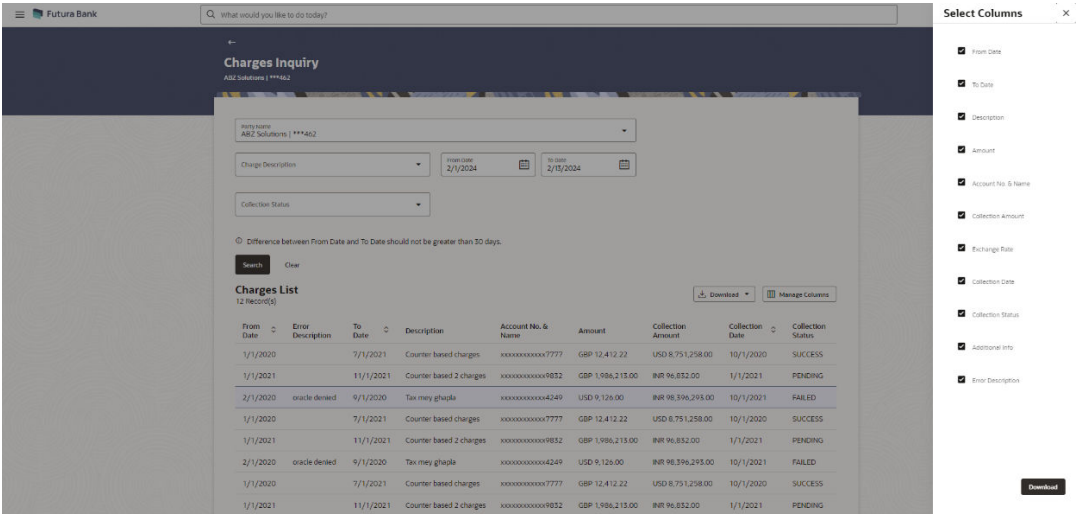 Futura Bank
What would you like to do today?
Select Columns
←
Charges Inquiry
ABZ Solutions | ***462
Party Name
ABZ Solutions | ***462
Charge Description
From Date
2/1/2024
To Date
2/13/2024
Collection Status
Difference between From Date and To Date should not be greater than 30 days.
Search Clear
Charges List
12 Record(s)
Download Manage Columns
From Date Error Description To Date Description Account No. & Name Amount Collection Amount Collection Date Collection Status
1/1/2020 7/1/2021 Counter based charges xxxxxxxxxxxx7777 GBP 12,412.22 USD 8,751,258.00 10/1/2020 SUCCESS
1/1/2021 11/1/2021 Counter based 2 charges xxxxxxxxxxxx9832 GBP 1,986,213.00 INR 96,832.00 1/1/2021 PENDING
2/1/2020 oracle denied 9/1/2020 Tax mey ghapla xxxxxxxxxxxx4249 USD 9,126.00 INR 98,396,293.00 10/1/2021 FAILED
1/1/2020 7/1/2021 Counter based charges xxxxxxxxxxxx7777 GBP 12,412.22 USD 8,751,258.00 10/1/2020 SUCCESS
1/1/2021 11/1/2021 Counter based 2 charges xxxxxxxxxxxx9832 GBP 1,986,213.00 INR 96,832.00 1/1/2021 PENDING
2/1/2020 oracle denied 9/1/2020 Tax mey ghapla xxxxxxxxxxxx4249 USD 9,126.00 INR 98,396,293.00 10/1/2021 FAILED
1/1/2020 7/1/2021 Counter based charges xxxxxxxxxxxx7777 GBP 12,412.22 USD 8,751,258.00 10/1/2020 SUCCESS
1/1/2021 11/1/2021 Counter based 2 charges xxxxxxxxxxxx9832 GBP 1,986,213.00 INR 96,832.00 1/1/2021 PENDING
From Date
To Date
Description
Amount
Account No. & Name
Collection Amount
Exchange Rate
Collection Date
Collection Status
Additional Info
Error Description
Download